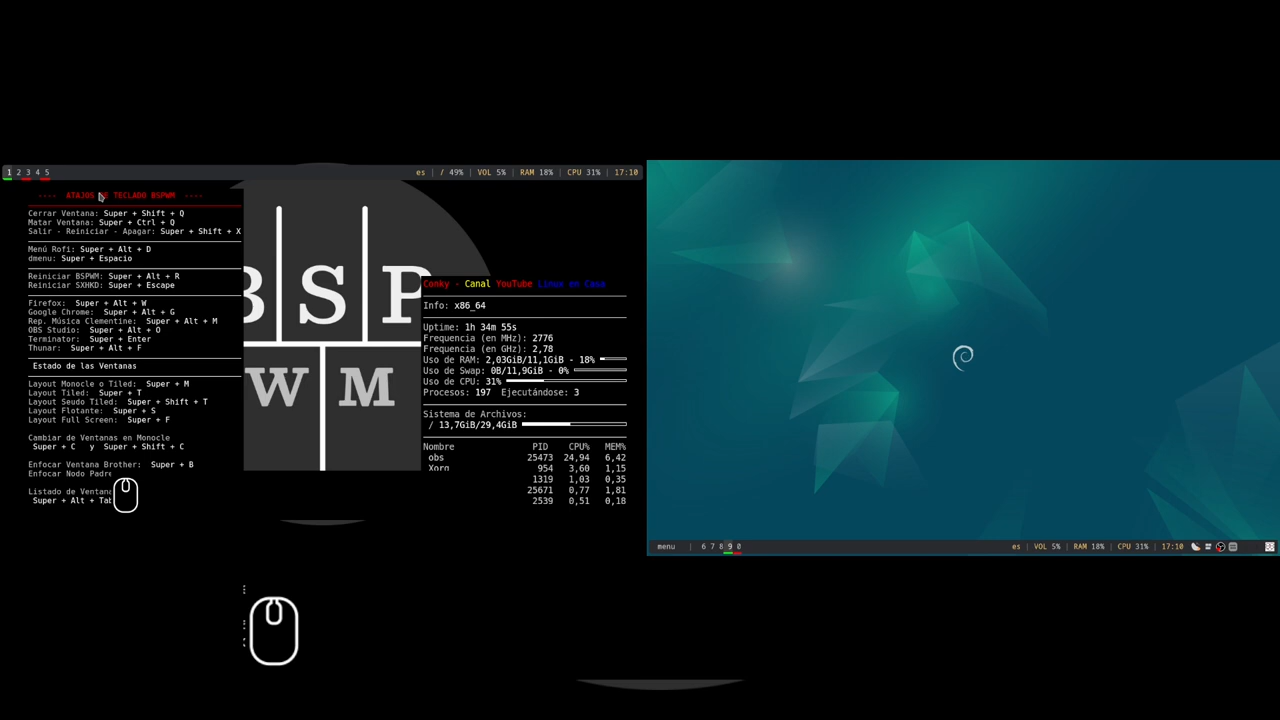 1 2 3 4 5
es | / 49% | VOL 5% | RAM 18% | CPU 31% | 17:10
---- ATAJOS DE TECLADO BSPWM ----
Cerrar Ventana: Super + Shift + Q
Matar Ventana: Super + Ctrl + Q
Salir - Reiniciar - Apagar: Super + Shift + X
Menú Rofi: Super + Alt + D
dmenu: Super + Espacio
Reiniciar BSPWM: Super + Alt + R
Reiniciar SXHKD: Super + Escape
Firefox: Super + Alt + W
Google Chrome: Super + Alt + G
Rep. Música Clementine: Super + Alt + M
OBS Studio: Super + Alt + O
Terminator: Super + Enter
Thunar: Super + Alt + F
Estado de las Ventanas
Layout Monocle o Tiled: Super + M
Layout Tiled: Super + T
Layout Seudo Tiled: Super + Shift + T
Layout Flotante: Super + S
Layout Full Screen: Super + F
Cambiar de Ventanas en Monocle
Super + C y Super + Shift + C
Enfocar Ventana Brother: Super + B
Enfocar Nodo Padre
Listado de Ventana
Super + Alt + Tab
BSP
WM
Conky - Canal YouTube Linux en Casa
Info: x86_64
Uptime: 1h 34m 55s
Frequencia (en MHz): 2776
Frequencia (en GHz): 2,78
Uso de RAM: 2,03GiB/11,1GiB - 18%
Uso de Swap: 0B/11,9GiB - 0%
Uso de CPU: 31%
Procesos: 197 Ejecutándose: 3
Sistema de Archivos:
/ 13,7GiB/29,4GiB
Nombre PID CPU% MEM%
obs 25473 24,94 6,42
Xorg 954 3,60 1,15
1319 1,03 0,35
25671 0,77 1,81
2539 0,51 0,18
menu | 6 7 8 9 0
es | VOL 5% | RAM 18% | CPU 31% | 17:10